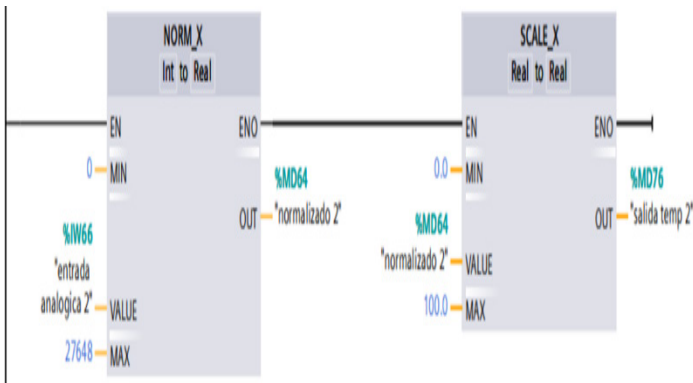 NORM_X
Int to Real
EN
ENO
0
MIN
%MD64
OUT
"normalizado 2"
%IW66
"entrada
analogica 2"
VALUE
27648
MAX
SCALE_X
Real to Real
EN
ENO
0.0
MIN
%MD76
OUT
"salida temp 2"
%MD64
"normalizado 2"
VALUE
100.0
MAX